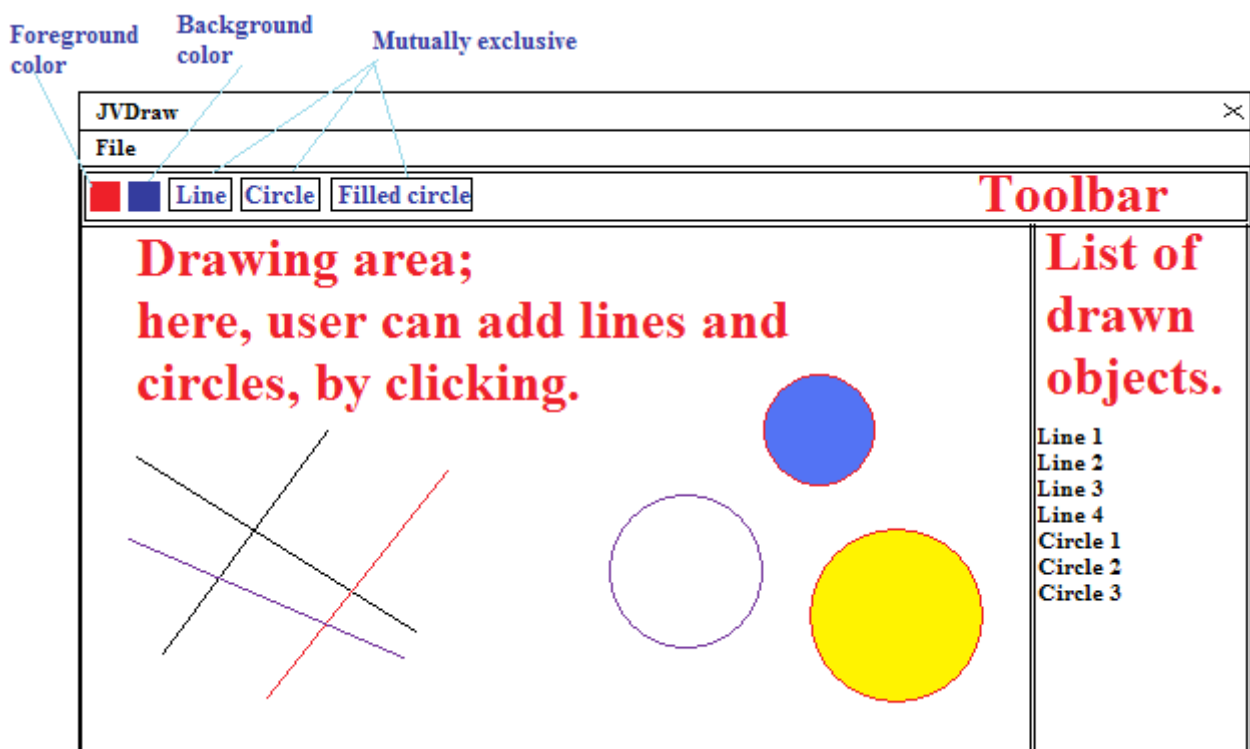 Foreground
color
Background
color
Mutually exclusive
JVDraw
File
Line
Circle
Filled circle
Toolbar
Drawing area;
here, user can add lines and
circles, by clicking.
List of
drawn
objects.
Line 1
Line 2
Line 3
Line 4
Circle 1
Circle 2
Circle 3